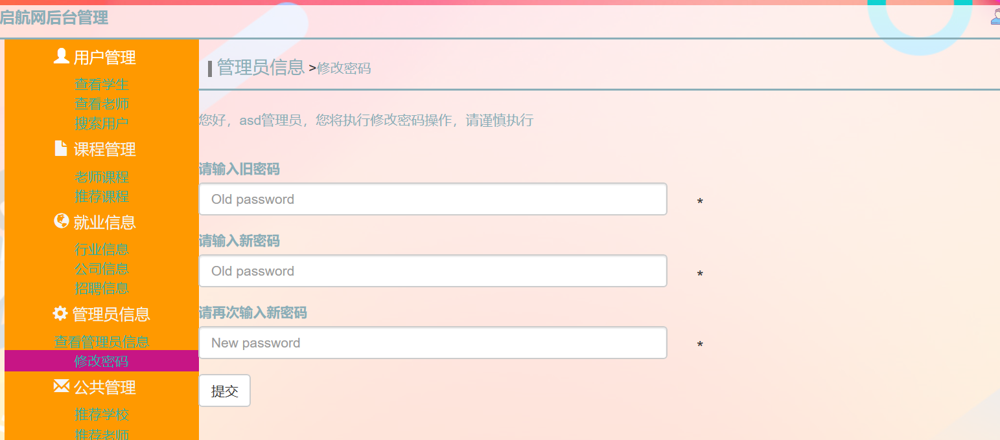 启航网后台管理
用户管理
查看学生
查看老师
搜索用户
课程管理
老师课程
推荐课程
就业信息
行业信息
公司信息
招聘信息
管理员信息
查看管理员信息
修改密码
公共管理
推荐学校
推荐老师
管理员信息 >修改密码
您好，asd管理员，您将执行修改密码操作，请谨慎执行
请输入旧密码
Old password *
请输入新密码
Old password *
请再次输入新密码
New password *
提交